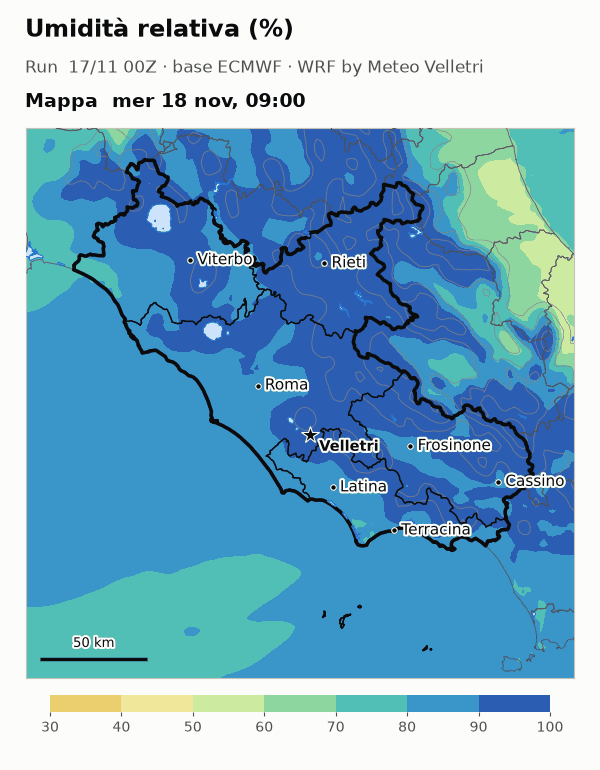 Umidità relativa (%)
Run  17/11 00Z · base ECMWF · WRF by Meteo Velletri
Mappa  mer 18 nov, 09:00
Viterbo
Rieti
Roma
Velletri
Frosinone
Latina
Cassino
Terracina
50 km
30 40 50 60 70 80 90 100